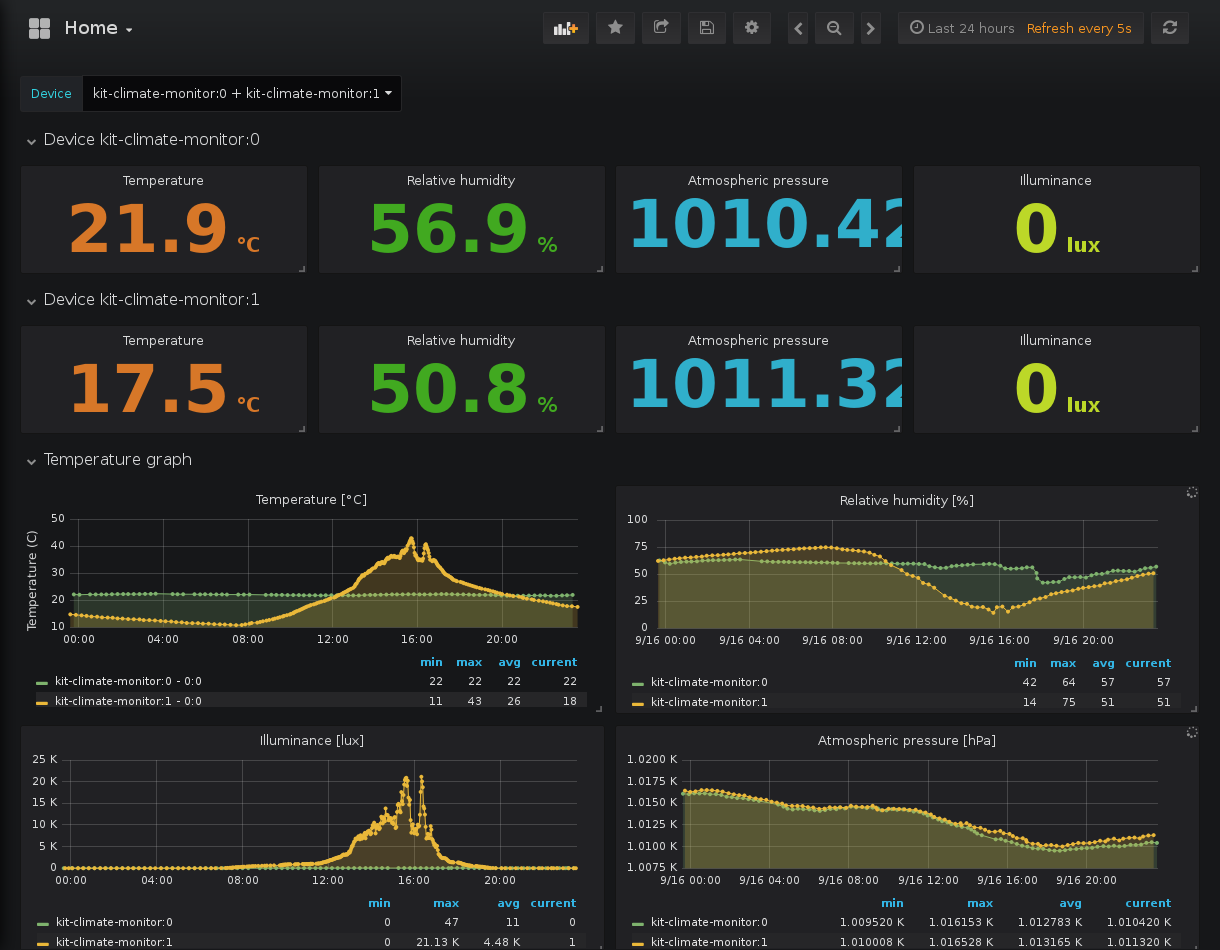 Home
Last 24 hours Refresh every 5s
Device kit-climate-monitor:0 + kit-climate-monitor:1
Device kit-climate-monitor:0
Temperature Relative humidity Atmospheric pressure Illuminance
21.9 °C 56.9 % 1010.42 0 lux
Device kit-climate-monitor:1
Temperature Relative humidity Atmospheric pressure Illuminance
17.5 °C 50.8 % 1011.32 0 lux
Temperature graph
Temperature [°C]
Temperature (C)
50
40
30
20
10
00:00 04:00 08:00 12:00 16:00 20:00
min max avg current
kit-climate-monitor:0 - 0:0 22 22 22 22
kit-climate-monitor:1 - 0:0 11 43 26 18
Relative humidity [%]
100
75
50
25
0
9/16 00:00 9/16 04:00 9/16 08:00 9/16 12:00 9/16 16:00 9/16 20:00
min max avg current
kit-climate-monitor:0 42 64 57 57
kit-climate-monitor:1 14 75 51 51
Illuminance [lux]
25 K
20 K
15 K
10 K
5 K
0
00:00 04:00 08:00 12:00 16:00 20:00
min max avg current
kit-climate-monitor:0 0 47 11 0
kit-climate-monitor:1 0 21.13 K 4.48 K 1
Atmospheric pressure [hPa]
1.0200 K
1.0175 K
1.0150 K
1.0125 K
1.0100 K
1.0075 K
9/16 00:00 9/16 04:00 9/16 08:00 9/16 12:00 9/16 16:00 9/16 20:00
min max avg current
kit-climate-monitor:0 1.009520 K 1.016153 K 1.012783 K 1.010420 K
kit-climate-monitor:1 1.010008 K 1.016528 K 1.013165 K 1.011320 K